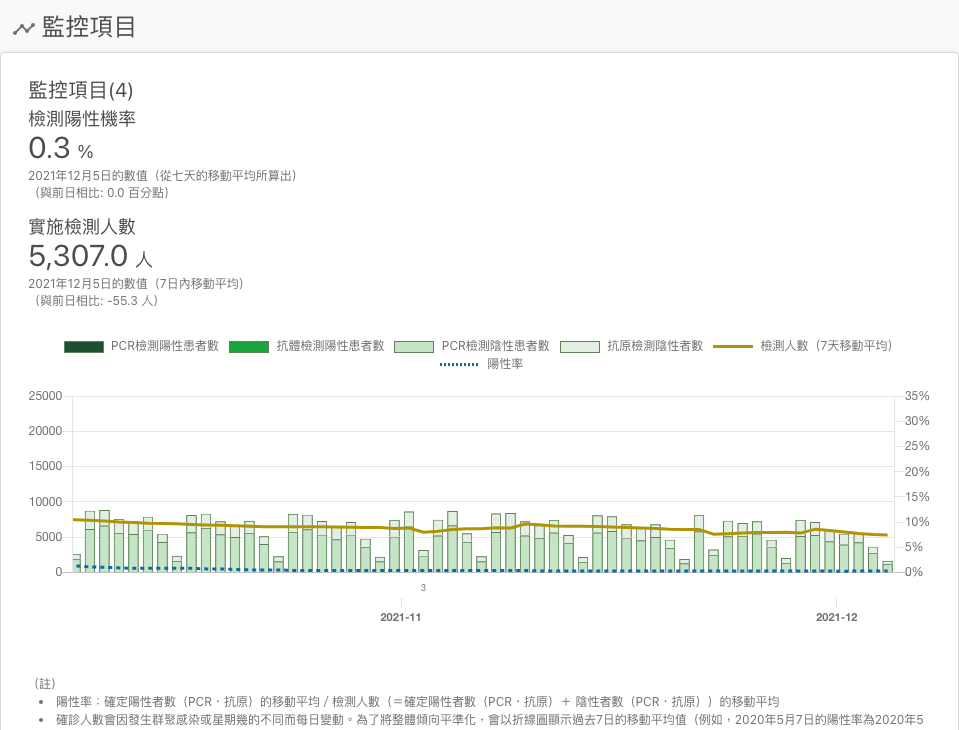 監控項目
監控項目(4)
檢測陽性機率
0.3 %
2021年12月5日的數值（從七天的移動平均所算出）
（與前日相比: 0.0 百分點）
實施檢測人數
5,307.0 人
2021年12月5日的數值（7日內移動平均）
（與前日相比: -55.3 人）
PCR檢測陽性患者數 抗體檢測陽性患者數 PCR檢測陰性患者數 抗原檢測陰性者數 檢測人數（7天移動平均）
陽性率
25000 35%
30%
20000
25%
15000 20%
15%
10000
10%
5000
5%
0 0%
3
2021-11 2021-12
（註）
• 陽性率：確定陽性者數（PCR・抗原）的移動平均 / 檢測人數（＝確定陽性者數（PCR・抗原）＋ 陰性者數（PCR・抗原））的移動平均
• 確診人數會因發生群聚感染或星期幾的不同而每日變動。為了將整體傾向平準化，會以折線圖顯示過去7日的移動平均值（例如，2020年5月7日的陽性率為2020年5